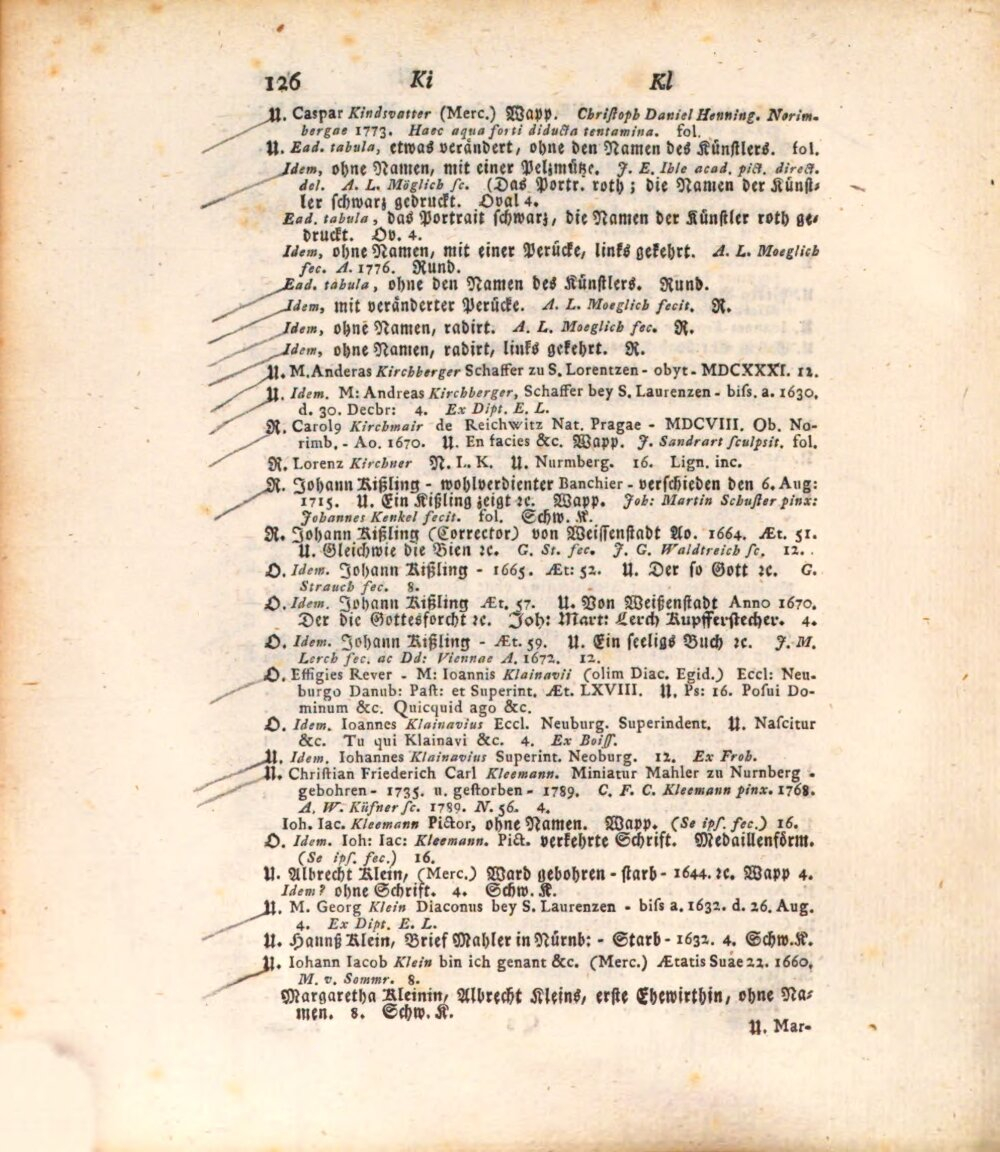 126 Ki Kl
U. Caspar Kindsvatter (Merc.) Wapp. Chriſtoph Daniel Henning. Norim-
bergae 1773. Haec aqua forti diducta tentamina. fol.
U. Ead. tabula, etwas verändert, ohne den Namen des Künſtlers. fol.
Idem, ohne Namen, mit einer Pelzmütze. J. E. Ihle acad. pict. direct.
del. A. L. Möglich ſc. (Das Portr. roth; die Namen der Künſt-
ler ſchwarz gedruckt. Oval 4.
Ead. tabula, das Portrait ſchwarz, die Namen der Künſtler roth ge-
druckt. Ov. 4.
Idem, ohne Namen, mit einer Perücke, links gekehrt. A. L. Moeglich
fec. A. 1776. Rund.
Ead. tabula, ohne den Namen des Künſtlers. Rund.
Idem, mit veränderter Perücke. A. L. Moeglich fecit. R.
Idem, ohne Namen, radirt. A. L. Moeglich fec. R.
Idem, ohne Namen, radirt, links gekehrt. R.
U. M. Anderas Kirchberger Schaffer zu S. Lorentzen - obyt - MDCXXXI. 12.
U. Idem. M: Andreas Kirchberger, Schaffer bey S. Laurenzen - biſs. a. 1630.
d. 30. Decbr: 4. Ex Dipt. E. L.
R. Carol9 Kirchmair de Reichwitz Nat. Pragae - MDCVIII. Ob. No-
rimb. - Ao. 1670. U. En facies &c. Wapp. J. Sandrart ſculpsit. fol.
R. Lorenz Kirchner N. L. K. U. Nurmberg. 16. Lign. inc.
R. Johann Kißling - wohlverdienter Banchier - verſchieden den 6. Aug:
1715. U. Ein Kißling zeigt ꝛc. Wapp. Joh: Martin Schuſter pinx:
Johannes Kenkel fecit. fol. Schw. K.
R. Johann Kißling (Corrector) von Weiſſenſtadt Ao. 1664. Æt. 51.
U. Gleichwie die Bien ꝛc. G. St. fec. J. G. Waldtreich ſc. 12.
O. Idem. Johann Kißling - 1665. Æt: 52. U. Der ſo Gott ꝛc. G.
Strauch fec. 8.
O. Idem. Johann Kißling Æt. 57. U. Von Weißenſtadt Anno 1670.
Der die Gottesforcht ꝛc. Joh: Mart: Lerch Kupfferstecher. 4.
O. Idem. Johann Kißling - Æt. 59. U. Ein ſeeligs Buch ꝛc. J. M.
Lerch fec. ac Dd: Viennae A. 1672. 12.
O. Effigies Rever - M: Ioannis Klainavii (olim Diac. Egid.) Eccl: Neu-
burgo Danub: Paſt: et Superint. Æt. LXVIII. U. Ps: 16. Poſui Do-
minum &c. Quicquid ago &c.
O. Idem. Ioannes Klainavius Eccl. Neuburg. Superindent. U. Naſcitur
&c. Tu qui Klainavi &c. 4. Ex Boiſſ.
U. Idem. Iohannes Klainavius Superint. Neoburg. 12. Ex Frob.
U. Chriſtian Friederich Carl Kleemann. Miniatur Mahler zu Nurnberg -
gebohren - 1735. u. geſtorben - 1789. C. F. C. Kleemann pinx. 1768.
A. W. Küfner ſc. 1789. N. 56. 4.
Ioh. Iac. Kleemann Pictor, ohne Namen. Wapp. (Se ipſ. fec.) 16.
O. Idem. Ioh: Iac: Kleemann. Pict. verkehrte Schrift. Medaillenförm.
(Se ipſ. fec.) 16.
U. Albrecht Klein, (Merc.) Ward gebohren - ſtarb - 1644. ꝛc. Wapp 4.
Idem? ohne Schrift. 4. Schw. K.
U. M. Georg Klein Diaconus bey S. Laurenzen - biſs a. 1632. d. 26. Aug.
4. Ex Dipt. E. L.
U. Hannß Klein, Brief Mahler in Nürnb: - Starb - 1632. 4. Schw. K.
U. Iohann Iacob Klein bin ich genant &c. (Merc.) Ætatis Suae 22. 1660.
M. v. Sommr. 8.
Margaretha Kleinin, Albrecht Kleins, erſte Ehewirthin, ohne Na-
men. 8. Schw. K.
U. Mar-